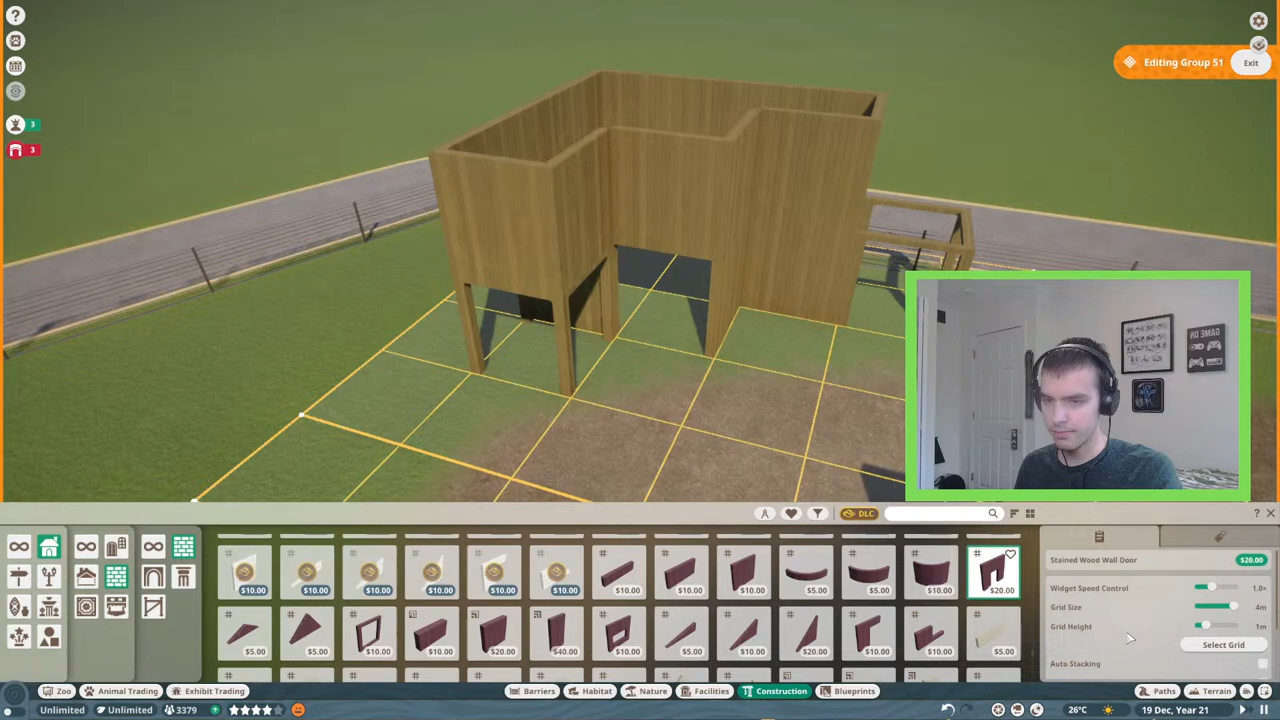 ?
Editing Group 51
Exit
3
3
GAME ON
DLC
?
$10.00 $10.00 $10.00 $10.00 $10.00 $10.00 $10.00 $10.00 $10.00 $5.00 $5.00 $10.00 $20.00
$5.00 $5.00 $10.00 $10.00 $20.00 $40.00 $10.00 $5.00 $10.00 $20.00 $10.00 $10.00 $5.00
Stained Wood Wall Door $20.00
Widget Speed Control 1.0×
Grid Size 4m
Grid Height 1m
Select Grid
Auto Stacking
Zoo Animal Trading Exhibit Trading Barriers Habitat Nature Facilities Construction Blueprints Paths Terrain
Unlimited Unlimited 3379 26°C 19 Dec, Year 21